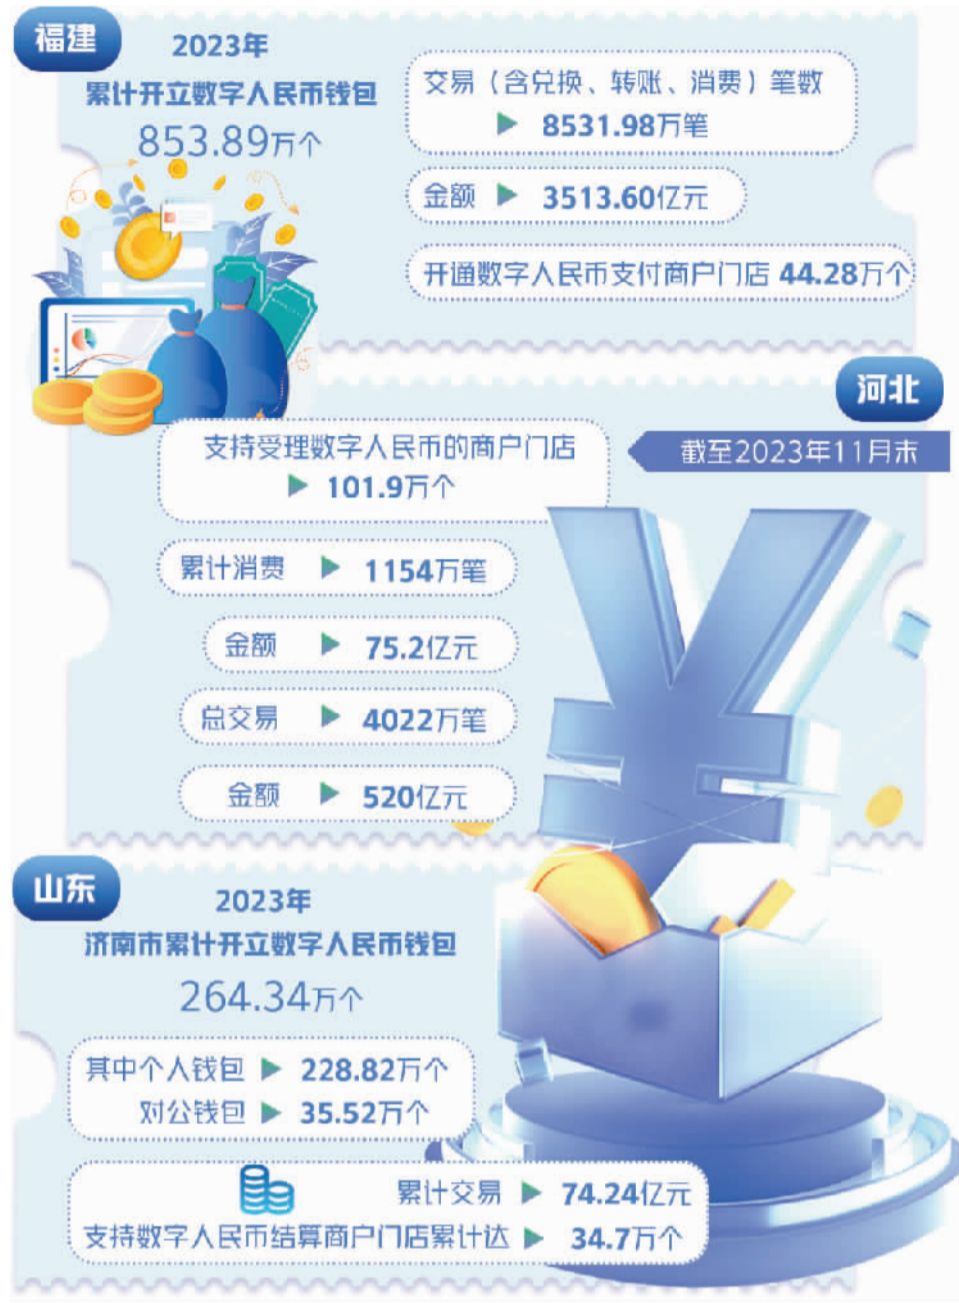 福建
2023年
累计开立数字人民币钱包
853.89万个
交易（含兑换、转账、消费）笔数
8531.98万笔
金额 3513.60亿元
开通数字人民币支付商户门店 44.28万个
河北
截至2023年11月末
支持受理数字人民币的商户门店
101.9万个
累计消费 1154万笔
金额 75.2亿元
总交易 4022万笔
金额 520亿元
山东
2023年
济南市累计开立数字人民币钱包
264.34万个
其中个人钱包 228.82万个
对公钱包 35.52万个
累计交易 74.24亿元
支持数字人民币结算商户门店累计达 34.7万个